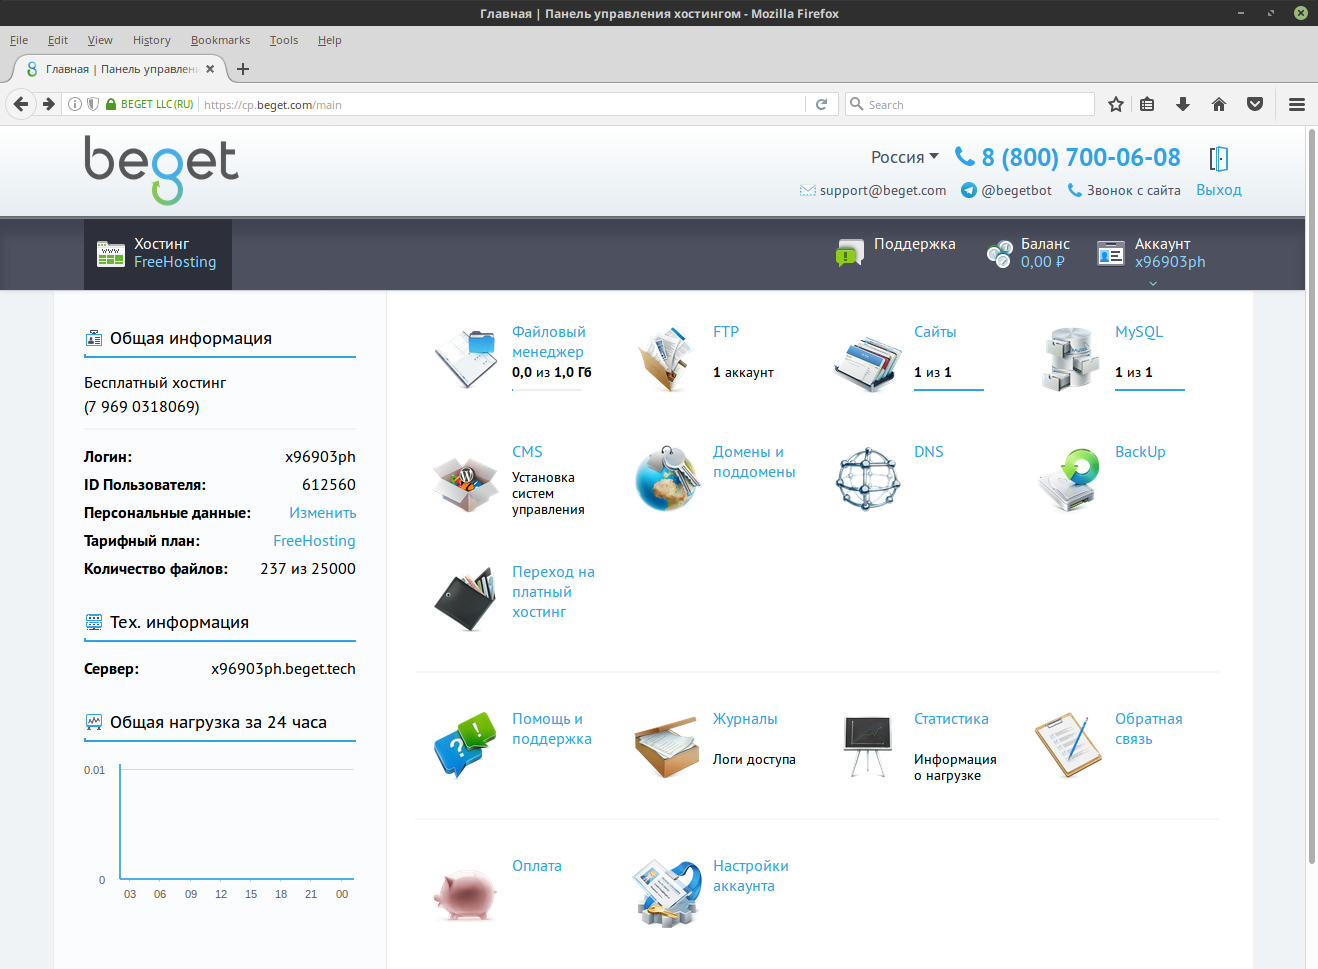 Главная | Панель управления хостингом - Mozilla Firefox
File Edit View History Bookmarks Tools Help
Главная | Панель управлен
BEGET LLC (RU) https://cp.beget.com/main Search
beget
Россия 8 (800) 700-06-08
support@beget.com @begetbot Звонок с сайта Выход
Хостинг
FreeHosting
Поддержка
Баланс
0,00 ₽
Аккаунт
x96903ph
Общая информация
Бесплатный хостинг
(7 969 0318069)
Логин: x96903ph
ID Пользователя: 612560
Персональные данные: Изменить
Тарифный план: FreeHosting
Количество файлов: 237 из 25000
Тех. информация
Сервер: x96903ph.beget.tech
Общая нагрузка за 24 часа
0.01
0
03 06 09 12 15 18 21 00
Файловый
менеджер
0,0 из 1,0 Гб
FTP
1 аккаунт
Сайты
1 из 1
MySQL
1 из 1
CMS
Установка
систем
управления
Домены и
поддомены
DNS
BackUp
Переход на
платный
хостинг
Помощь и
поддержка
Журналы
Логи доступа
Статистика
Информация
о нагрузке
Обратная
связь
Оплата
Настройки
аккаунта